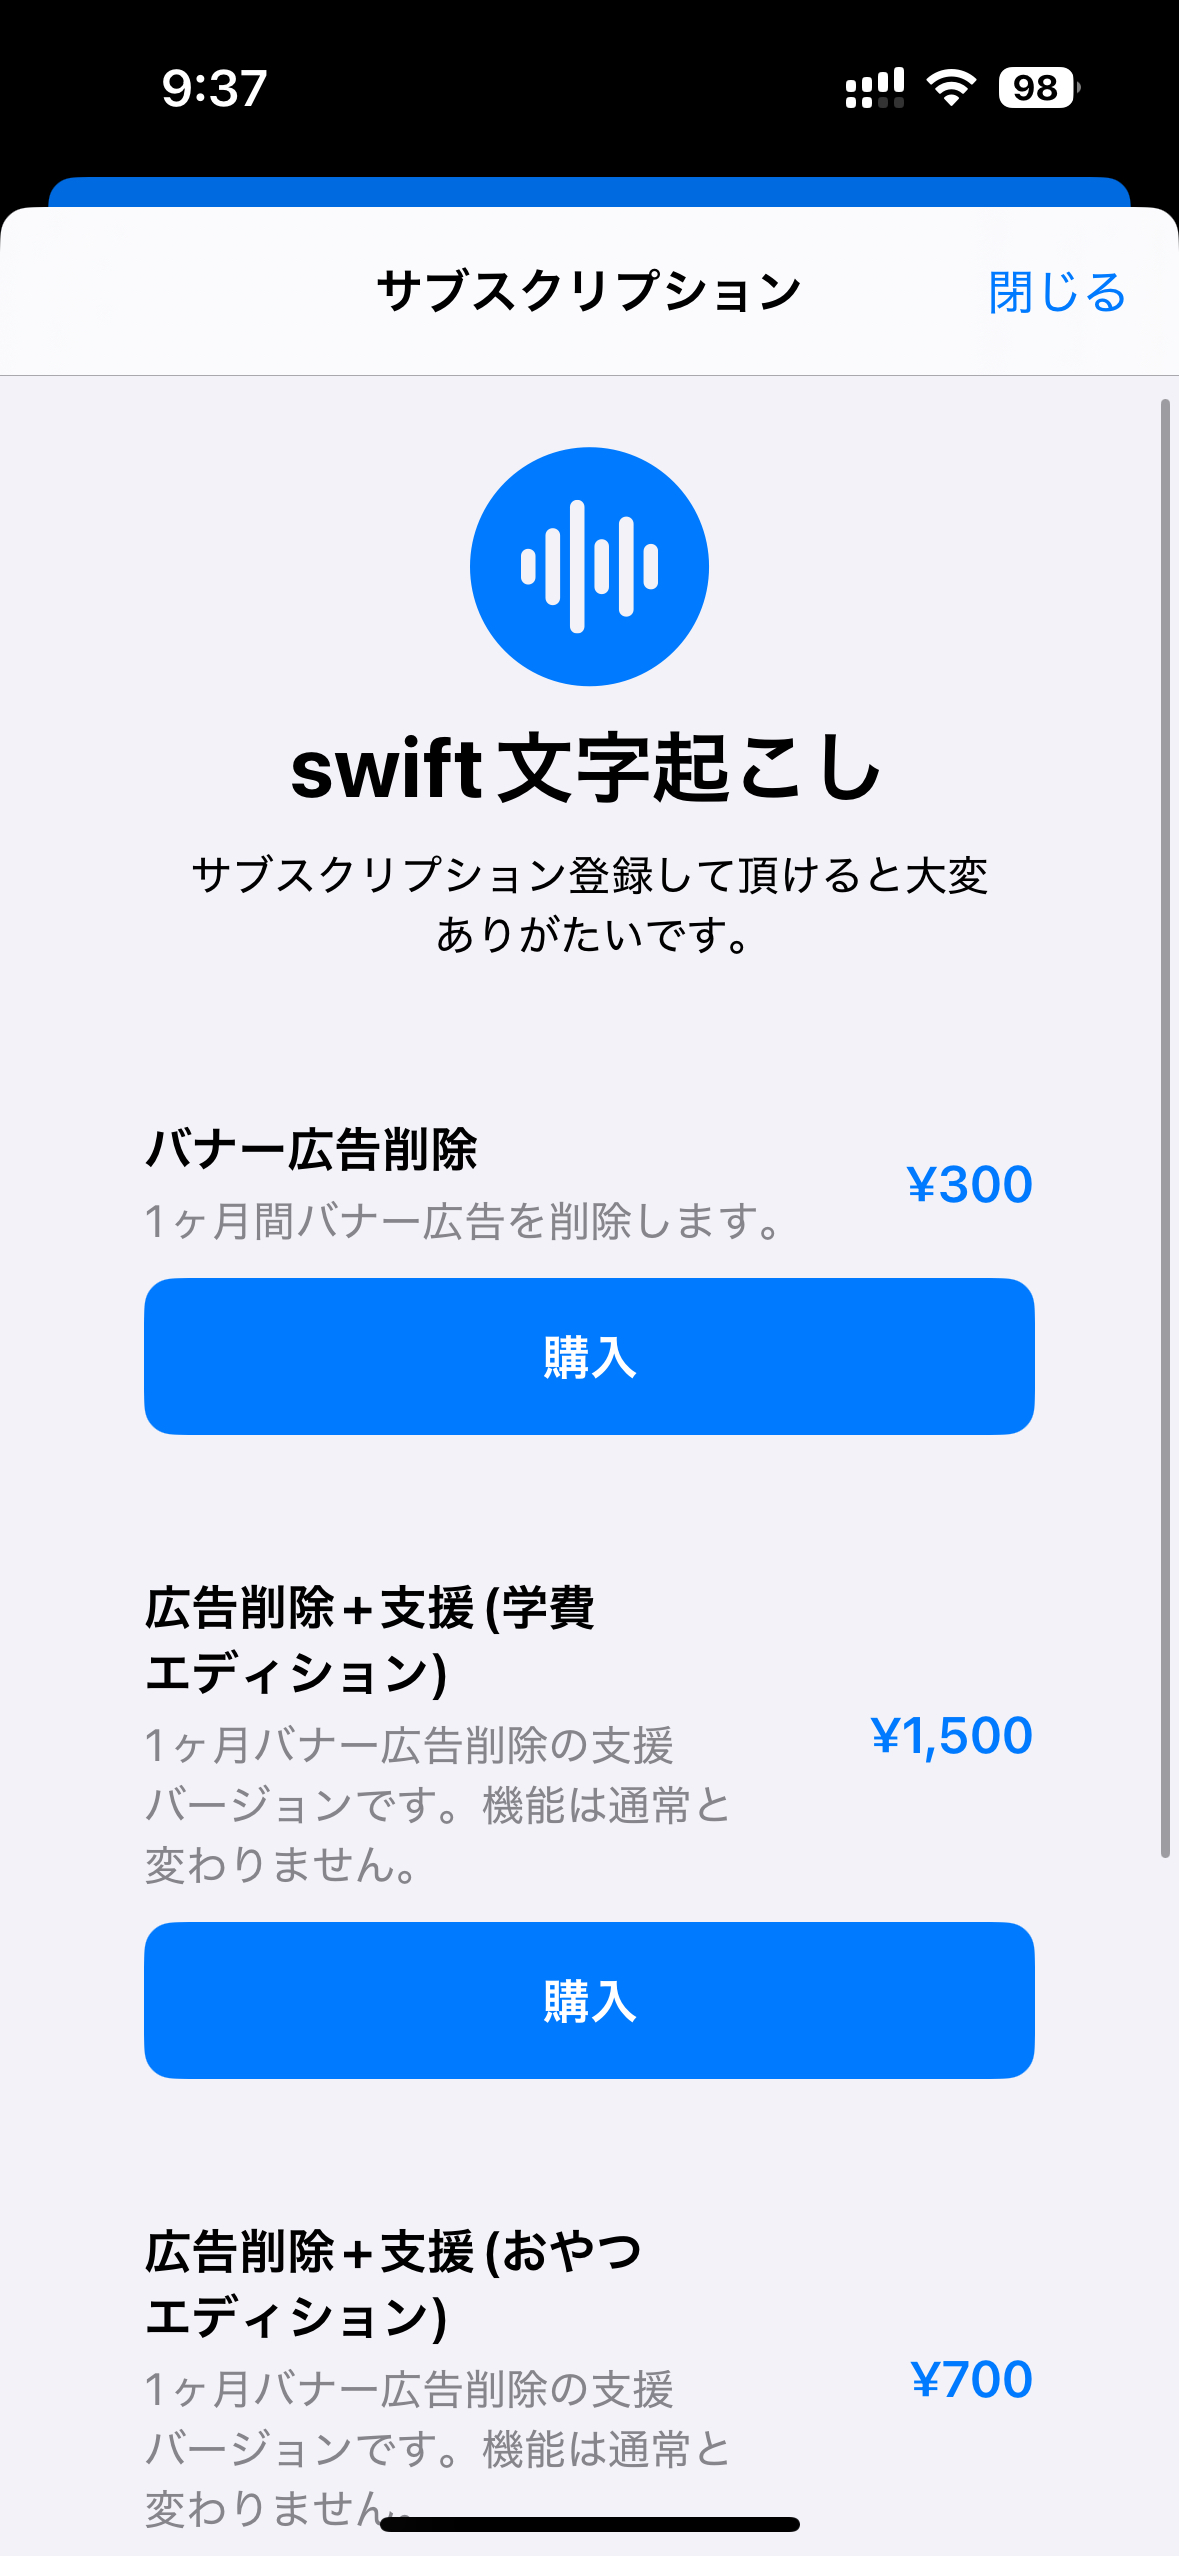 9:37
98
サブスクリプション
閉じる
swift文字起こし
サブスクリプション登録して頂けると大変
ありがたいです。
バナー広告削除
1ヶ月間バナー広告を削除します。
¥300
購入
広告削除+支援(学費
エディション)
1ヶ月バナー広告削除の支援
バージョンです。機能は通常と
変わりません。
¥1,500
購入
広告削除+支援(おやつ
エディション)
1ヶ月バナー広告削除の支援
バージョンです。機能は通常と
変わりません。
¥700